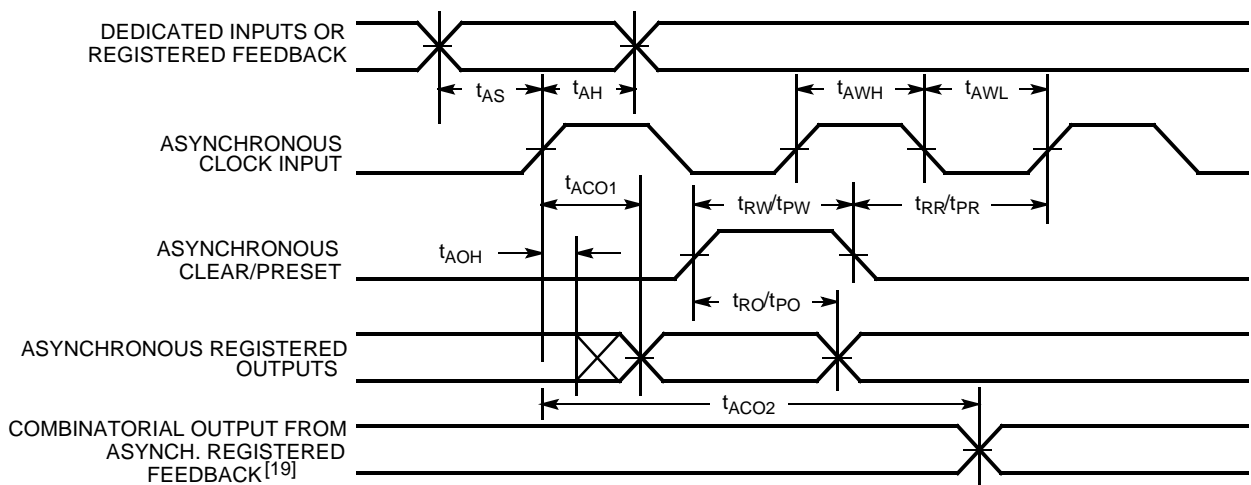 DEDICATED INPUTS OR
REGISTERED FEEDBACK
tAS
tAH
tAWH
tAWL
ASYNCHRONOUS
CLOCK INPUT
tACO1
tRW/tPW
tRR/tPR
ASYNCHRONOUS
CLEAR/PRESET
tAOH
tRO/tPO
ASYNCHRONOUS REGISTERED
OUTPUTS
tACO2
COMBINATORIAL OUTPUT FROM
ASYNCH. REGISTERED
FEEDBACK[19]